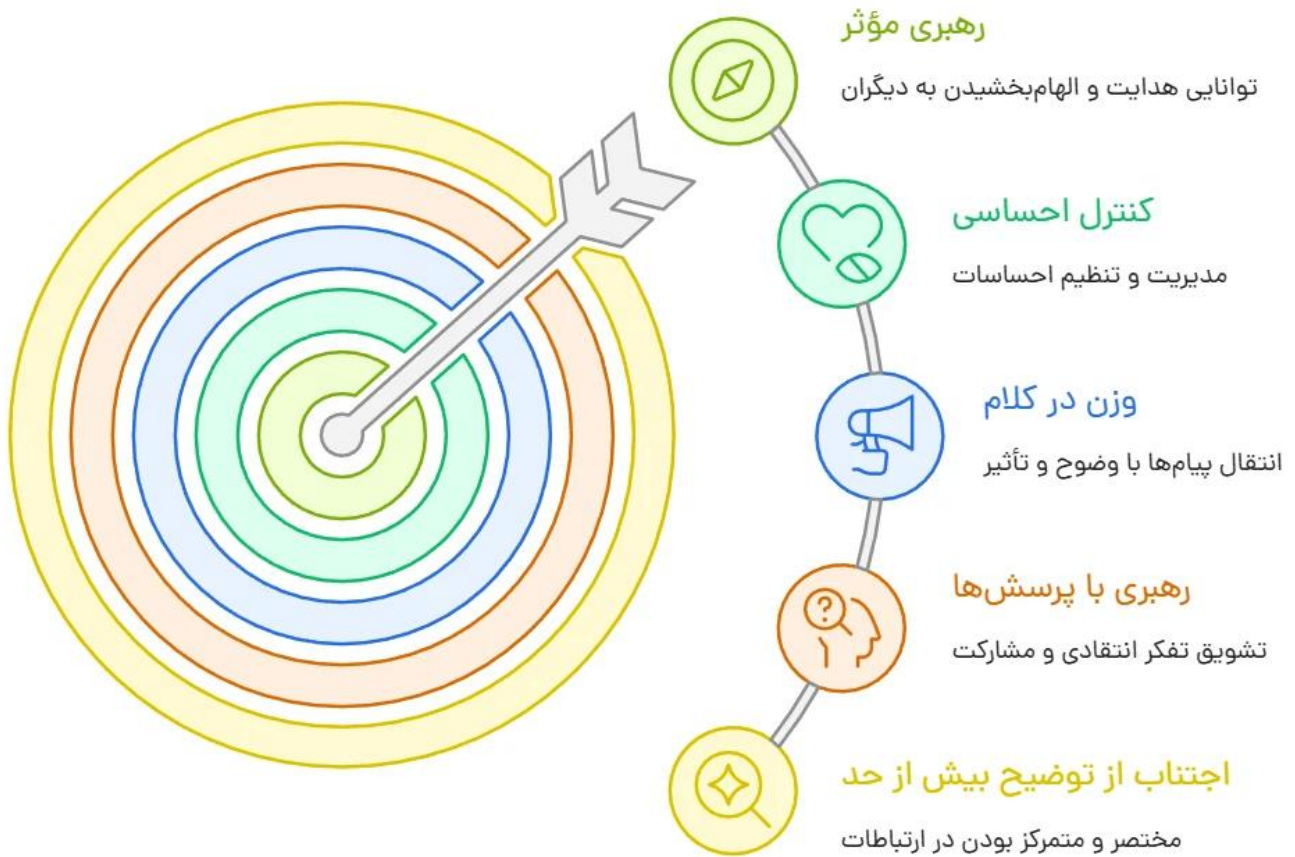 رهبری مؤثر
توانایی هدایت و الهام‌بخشیدن به دیگران
کنترل احساسی
مدیریت و تنظیم احساسات
وزن در کلام
انتقال پیام‌ها با وضوح و تأثیر
رهبری با پرسش‌ها
تشویق تفکر انتقادی و مشارکت
اجتناب از توضیح بیش از حد
مختصر و متمرکز بودن در ارتباطات